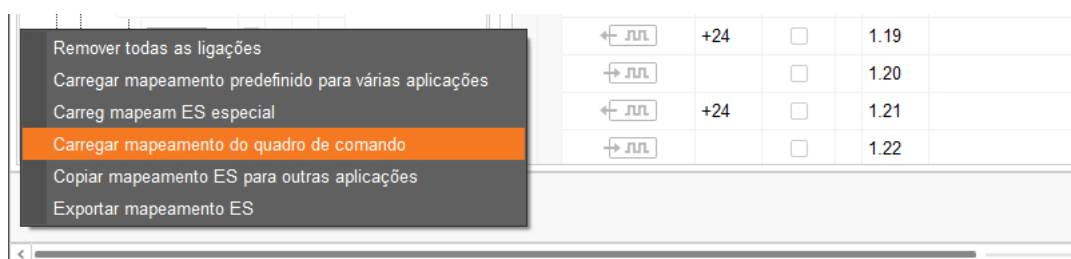 Remover todas as ligações
Carregar mapeamento predefinido para várias aplicações
Carreg mapeam ES especial
Carregar mapeamento do quadro de comando
Copiar mapeamento ES para outras aplicações
Exportar mapeamento ES
+24 1.19
1.20
+24 1.21
1.22